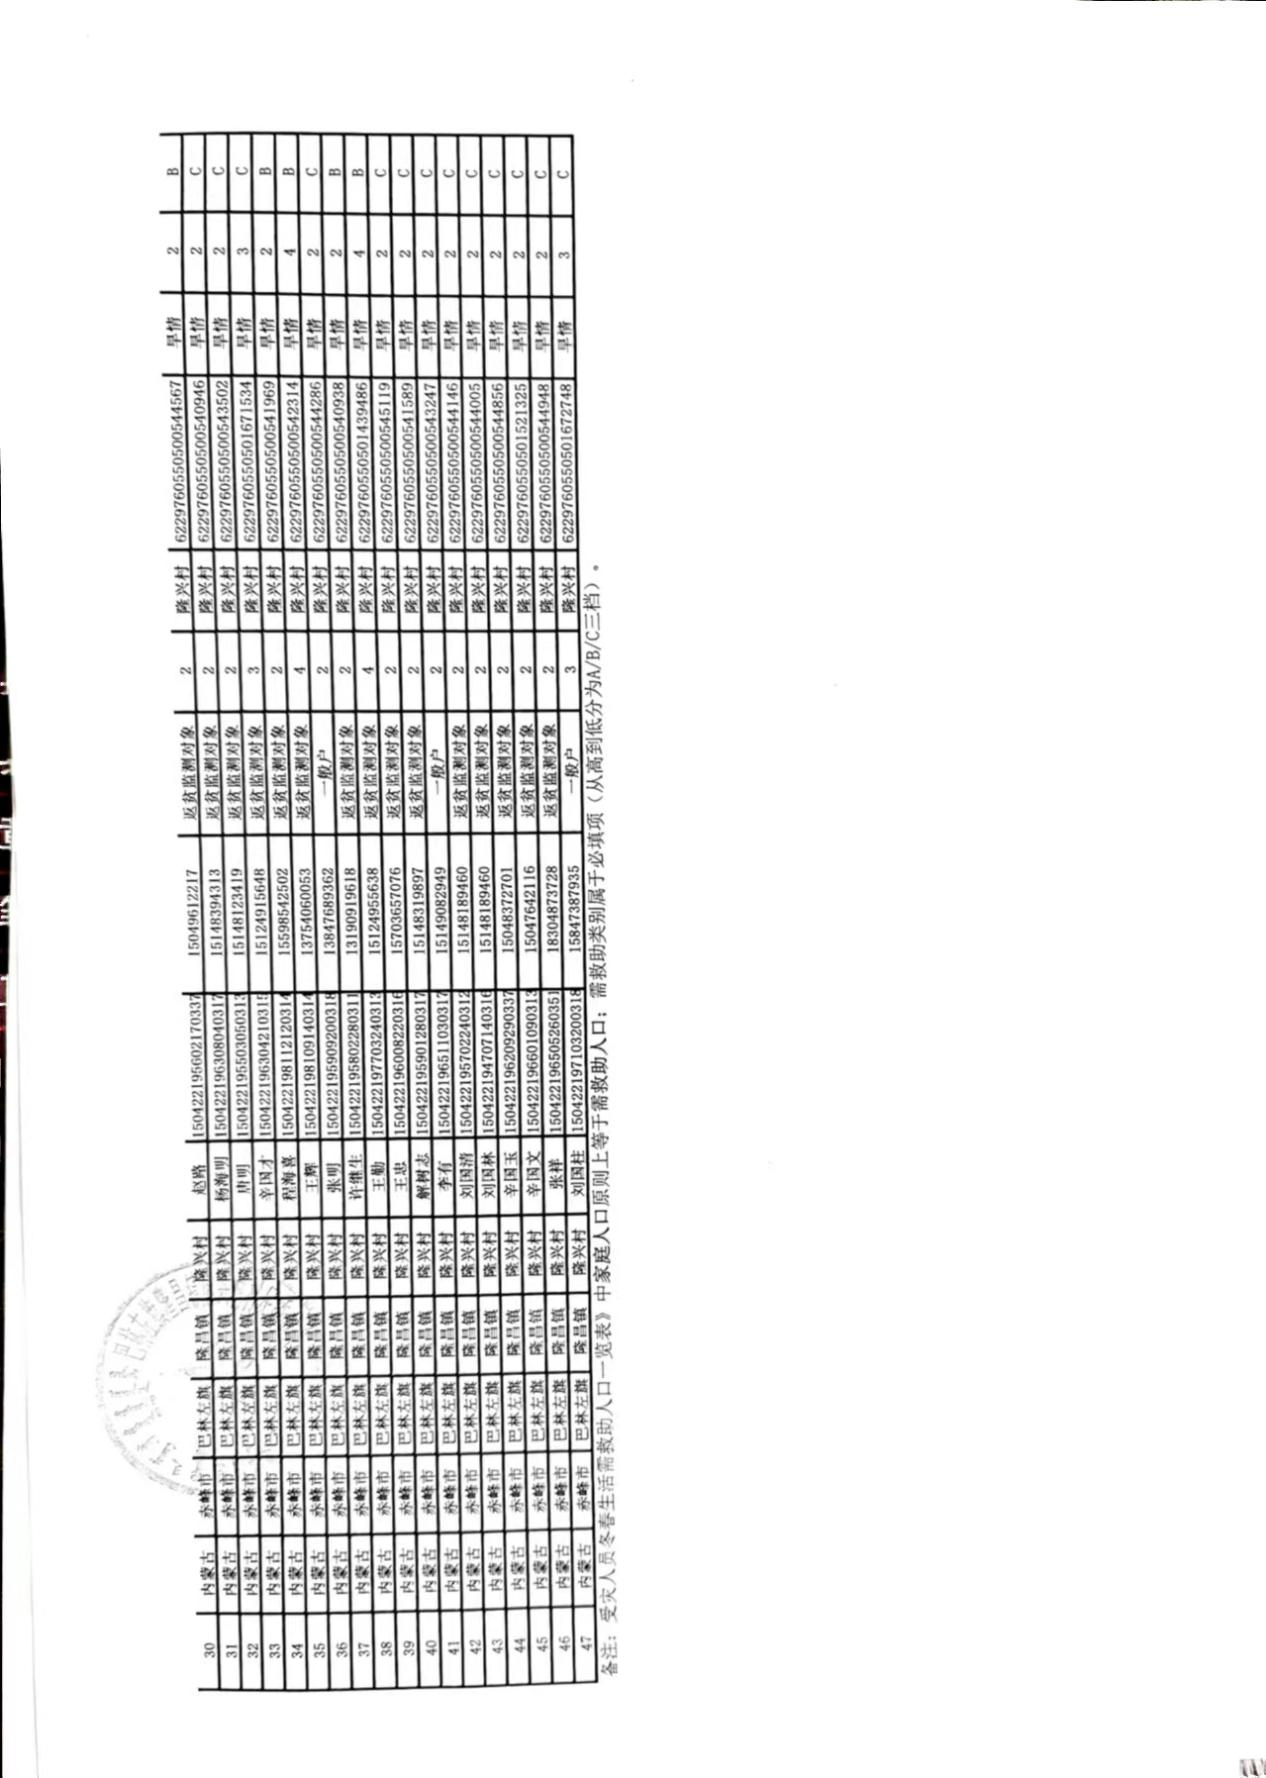 30 内蒙古 赤峰市 巴林左旗 隆昌镇 隆兴村 赵路 150422195602170337 15049612217 返贫监测对象 2 隆兴村 6229760550500544567 旱情 2 B
31 内蒙古 赤峰市 巴林左旗 隆昌镇 隆兴村 杨海明 150422196308040317 15148394313 返贫监测对象 2 隆兴村 6229760550500540946 旱情 2 C
32 内蒙古 赤峰市 巴林左旗 隆昌镇 隆兴村 唐明 150422195503050313 15148123419 返贫监测对象 2 隆兴村 6229760550500543502 旱情 2 C
33 内蒙古 赤峰市 巴林左旗 隆昌镇 隆兴村 辛国才 150422196304210315 15124915648 返贫监测对象 3 隆兴村 6229760550501671534 旱情 3 C
34 内蒙古 赤峰市 巴林左旗 隆昌镇 隆兴村 程海喜 150422198112120314 15598542502 返贫监测对象 2 隆兴村 6229760550500541969 旱情 2 B
35 内蒙古 赤峰市 巴林左旗 隆昌镇 隆兴村 王辉 150422198109140314 13754060053 返贫监测对象 4 隆兴村 6229760550500542314 旱情 4 B
36 内蒙古 赤峰市 巴林左旗 隆昌镇 隆兴村 张明 150422195909200318 13847689362 一般户 2 隆兴村 6229760550500544286 旱情 2 C
37 内蒙古 赤峰市 巴林左旗 隆昌镇 隆兴村 许继生 150422195802280311 13190919618 返贫监测对象 2 隆兴村 6229760550500540938 旱情 2 B
38 内蒙古 赤峰市 巴林左旗 隆昌镇 隆兴村 王勤 150422197703240313 15124955638 返贫监测对象 4 隆兴村 6229760550501439486 旱情 4 B
39 内蒙古 赤峰市 巴林左旗 隆昌镇 隆兴村 王忠 150422196008220316 15703657076 返贫监测对象 2 隆兴村 6229760550500545119 旱情 2 C
40 内蒙古 赤峰市 巴林左旗 隆昌镇 隆兴村 解树志 150422195901280317 15148319897 返贫监测对象 2 隆兴村 6229760550500541589 旱情 2 C
41 内蒙古 赤峰市 巴林左旗 隆昌镇 隆兴村 李有 150422196511030317 15149082949 一般户 2 隆兴村 6229760550500543247 旱情 2 C
42 内蒙古 赤峰市 巴林左旗 隆昌镇 隆兴村 刘国清 150422195702240312 15148189460 返贫监测对象 2 隆兴村 6229760550500544146 旱情 2 C
43 内蒙古 赤峰市 巴林左旗 隆昌镇 隆兴村 刘国林 150422194707140316 15148189460 返贫监测对象 2 隆兴村 6229760550500544005 旱情 2 C
44 内蒙古 赤峰市 巴林左旗 隆昌镇 隆兴村 辛国玉 150422196209290337 15048372701 返贫监测对象 2 隆兴村 6229760550500544856 旱情 2 C
45 内蒙古 赤峰市 巴林左旗 隆昌镇 隆兴村 辛国文 150422196601090313 15047642116 返贫监测对象 2 隆兴村 6229760550501521325 旱情 2 C
46 内蒙古 赤峰市 巴林左旗 隆昌镇 隆兴村 张祥 150422196505260351 18304873728 返贫监测对象 2 隆兴村 6229760550500544948 旱情 2 C
47 内蒙古 赤峰市 巴林左旗 隆昌镇 隆兴村 刘国柱 150422197103200318 15847387935 一般户 3 隆兴村 6229760550501672748 旱情 3 C
备注：受灾人员冬春生活需救助人口一览表》中家庭人口原则上等于需救助人口；需救助类别属于必填项（从高到低分为A/B/C三档）。